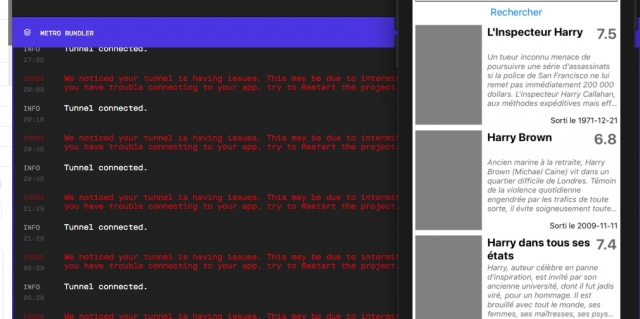 METRO BUNDLER
INFO Tunnel connected.
17:52
ERROR We noticed your tunnel is having issues. This may be due to intermit
20:09 you have trouble connecting to your app, try to Restart the project
INFO Tunnel connected.
20:10
ERROR We noticed your tunnel is having issues. This may be due to intermit
20:45 you have trouble connecting to your app, try to Restart the project
INFO Tunnel connected.
20:45
ERROR We noticed your tunnel is having issues. This may be due to intermit
21:29 you have trouble connecting to your app, try to Restart the project.
INFO Tunnel connected.
21:29
ERROR We noticed your tunnel is having issues. This may be due to intermit
05:29 you have trouble connecting to your app, try to Restart the project.
INFO Tunnel connected.
05:29
ERROR We noticed your tunnel is having issues. This may be due to intermit
Rechercher
L'Inspecteur Harry 7.5
Un tueur inconnu menace de
poursuivre une série d'assassinats
si la police de San Francisco ne lui
remet pas immédiatement 200 000
dollars. L'inspecteur Harry Callahan,
aux méthodes expéditives mais eff...
Sorti le 1971-12-21
Harry Brown 6.8
Ancien marine à la retraite, Harry
Brown (Michael Caine) vit dans un
quartier difficile de Londres. Témoin
de la violence quotidienne
engendrée par les trafics de toute
sorte, il évite soigneusement toute...
Sorti le 2009-11-11
Harry dans tous ses 7.4
états
Harry, auteur célèbre en panne
d'inspiration, est invité par son
ancienne université, dont il fut jadis
viré, pour un hommage. Il est
brouillé avec tout le monde, ses
femmes, ses maîtresses, ses psys...